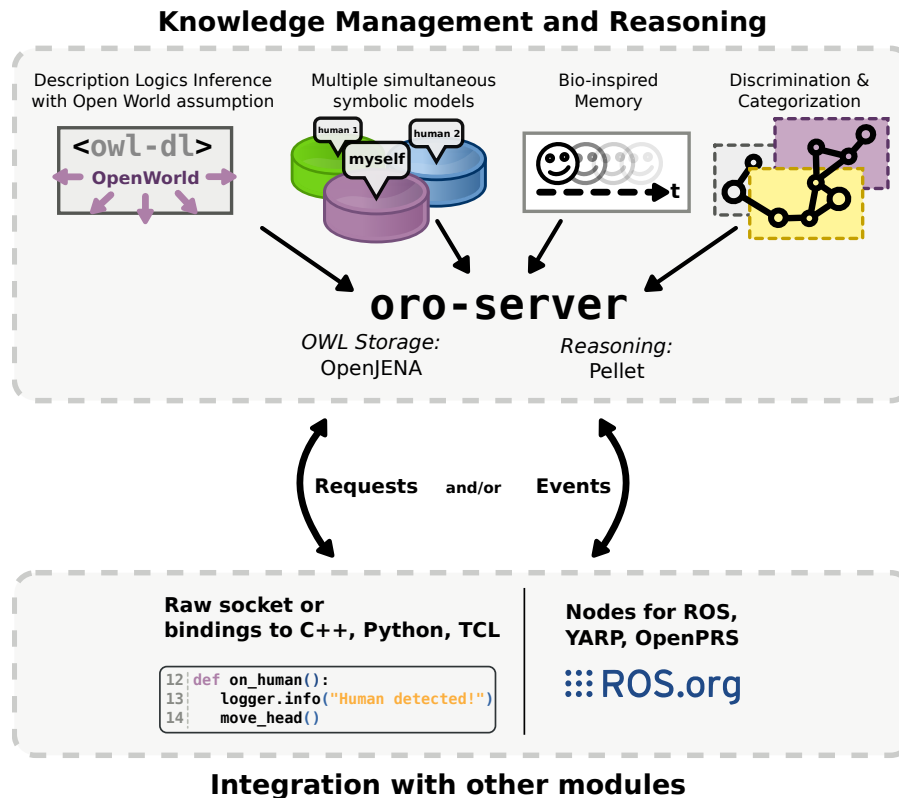 Knowledge Management and Reasoning
Description Logics Inference
with Open World assumption
Multiple simultaneous
symbolic models
Bio-inspired
Memory
Discrimination &
Categorization
<owl-dl>
OpenWorld
human 1
human 2
myself
t
oro-server
OWL Storage:
OpenJENA
Reasoning:
Pellet
Requests and/or Events
Raw socket or
bindings to C++, Python, TCL
12 def on_human():
13 logger.info("Human detected!")
14 move_head()
Nodes for ROS,
YARP, OpenPRS
ROS.org
Integration with other modules